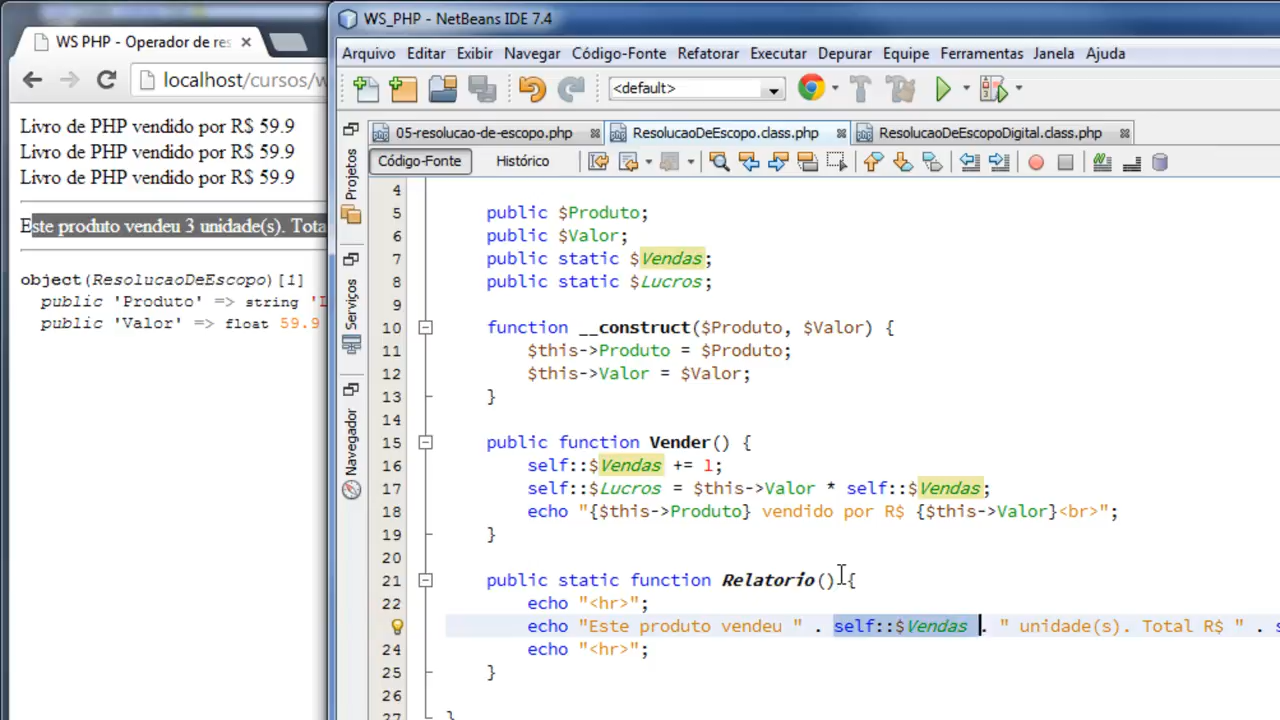 WS PHP - Operador de res
localhost/cursos/w
Livro de PHP vendido por R$ 59.9
Livro de PHP vendido por R$ 59.9
Livro de PHP vendido por R$ 59.9
Este produto vendeu 3 unidade(s). Tota
object(ResolucaoDeEscopo)[1]
public 'Produto' => string 'L
public 'Valor' => float 59.9
WS_PHP - NetBeans IDE 7.4
Arquivo Editar Exibir Navegar Código-Fonte Refatorar Executar Depurar Equipe Ferramentas Janela Ajuda
<default>
05-resolucao-de-escopo.php ResolucaoDeEscopo.class.php ResolucaoDeEscopoDigital.class.php
Código-Fonte Histórico
Projetos
Serviços
Navegador
4
5 public $Produto;
6 public $Valor;
7 public static $Vendas;
8 public static $Lucros;
9
10 function __construct($Produto, $Valor) {
11 $this->Produto = $Produto;
12 $this->Valor = $Valor;
13 }
14
15 public function Vender() {
16 self::$Vendas += 1;
17 self::$Lucros = $this->Valor * self::$Vendas;
18 echo "{$this->Produto} vendido por R$ {$this->Valor}<br>";
19 }
20
21 public static function Relatorio() {
22 echo "<hr>";
echo "Este produto vendeu " . self::$Vendas . " unidade(s). Total R$ " . s
24 echo "<hr>";
25 }
26
27 }